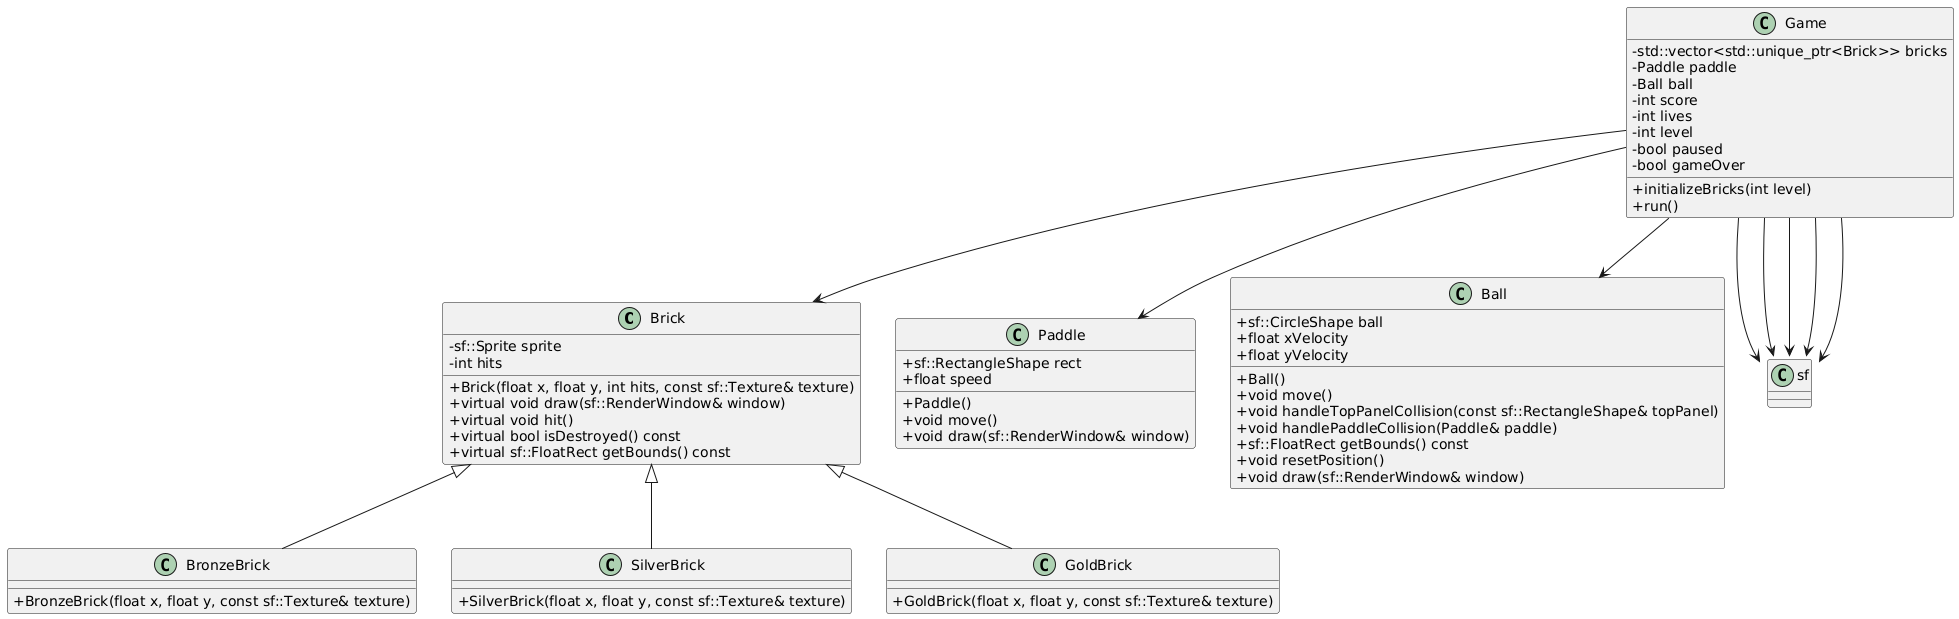 C Game
-std::vector<std::unique_ptr<Brick>> bricks
-Paddle paddle
-Ball ball
-int score
-int lives
-int level
-bool paused
-bool gameOver
+initializeBricks(int level)
+run()
C Brick
-sf::Sprite sprite
-int hits
+Brick(float x, float y, int hits, const sf::Texture& texture)
+virtual void draw(sf::RenderWindow& window)
+virtual void hit()
+virtual bool isDestroyed() const
+virtual sf::FloatRect getBounds() const
C Paddle
+sf::RectangleShape rect
+float speed
+Paddle()
+void move()
+void draw(sf::RenderWindow& window)
C Ball
+sf::CircleShape ball
+float xVelocity
+float yVelocity
+Ball()
+void move()
+void handleTopPanelCollision(const sf::RectangleShape& topPanel)
+void handlePaddleCollision(Paddle& paddle)
+sf::FloatRect getBounds() const
+void resetPosition()
+void draw(sf::RenderWindow& window)
C sf
C BronzeBrick
+BronzeBrick(float x, float y, const sf::Texture& texture)
C SilverBrick
+SilverBrick(float x, float y, const sf::Texture& texture)
C GoldBrick
+GoldBrick(float x, float y, const sf::Texture& texture)